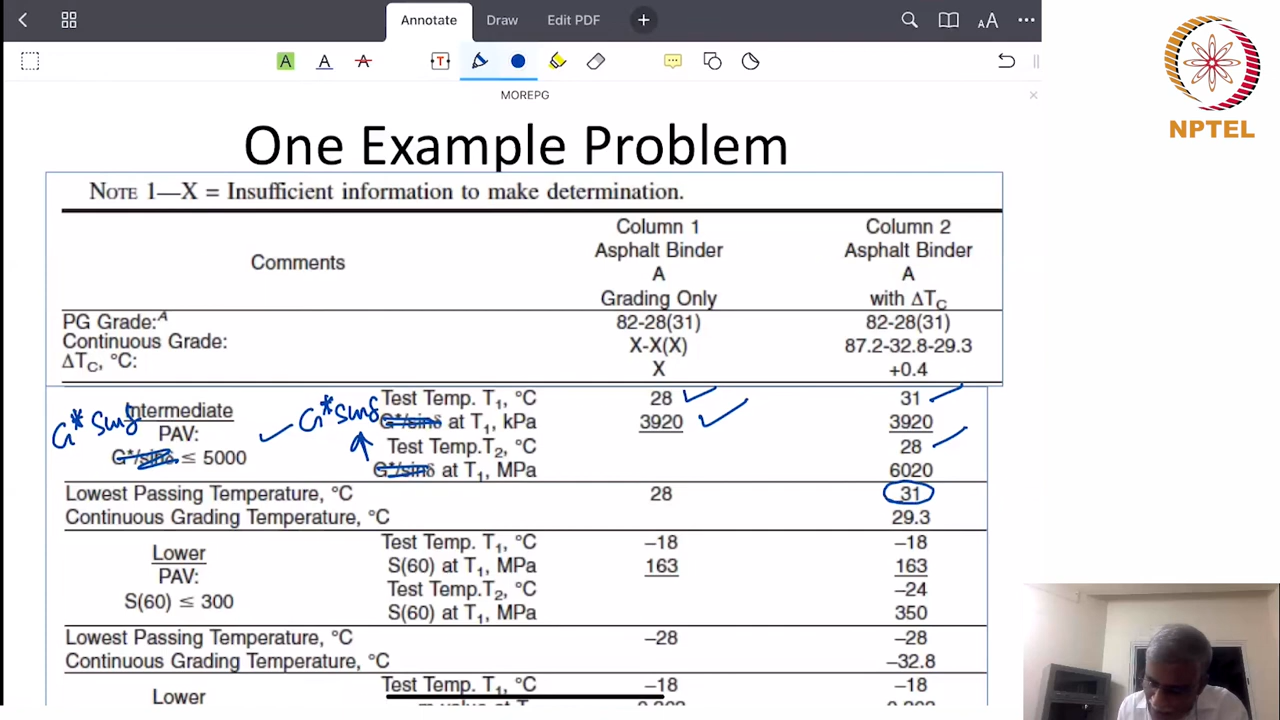 Annotate Draw Edit PDF
MOREPG
NPTEL
One Example Problem
NOTE 1—X = Insufficient information to make determination.
Comments
Column 1 Column 2
Asphalt Binder Asphalt Binder
A A
Grading Only with ΔTC
PG Grade:A 82-28(31) 82-28(31)
Continuous Grade: X-X(X) 87.2-32.8-29.3
ΔTC, °C: X +0.4
Intermediate Test Temp. T1, °C 28 31
G* sinδ PAV: G* sinδ G*/sinδ at T1, kPa 3920 3920
Test Temp.T2, °C 28
G*/sinδ ≤ 5000 G*/sinδ at T1, MPa 6020
Lowest Passing Temperature, °C 28 31
Continuous Grading Temperature, °C 29.3
Lower Test Temp. T1, °C –18 –18
PAV: S(60) at T1, MPa 163 163
Test Temp.T2, °C –24
S(60) ≤ 300 S(60) at T1, MPa 350
Lowest Passing Temperature, °C –28 –28
Continuous Grading Temperature, °C –32.8
Lower Test Temp. T1, °C –18 –18